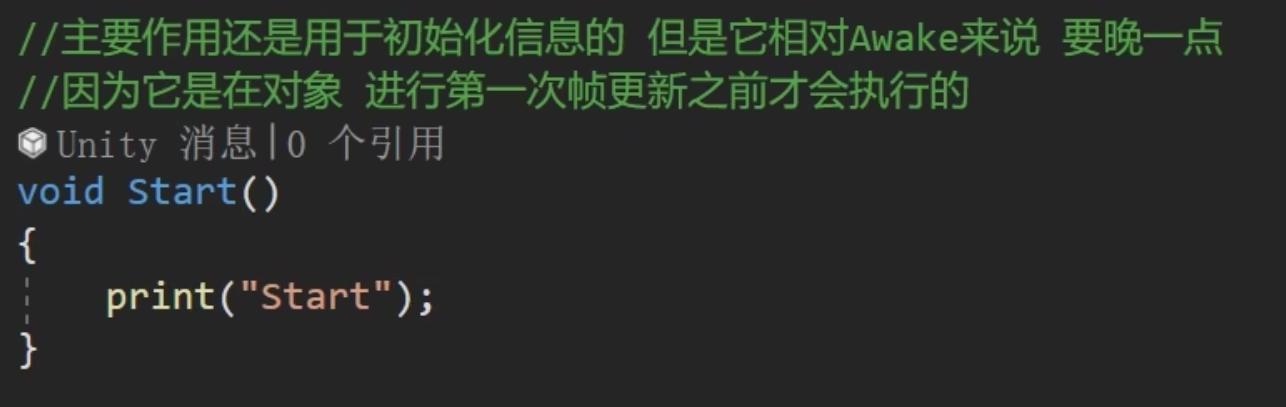 //主要作用还是用于初始化信息的 但是它相对Awake来说 要晚一点
//因为它是在对象 进行第一次帧更新之前才会执行的
Unity 消息|0 个引用
void Start()
{
    print("Start");
}